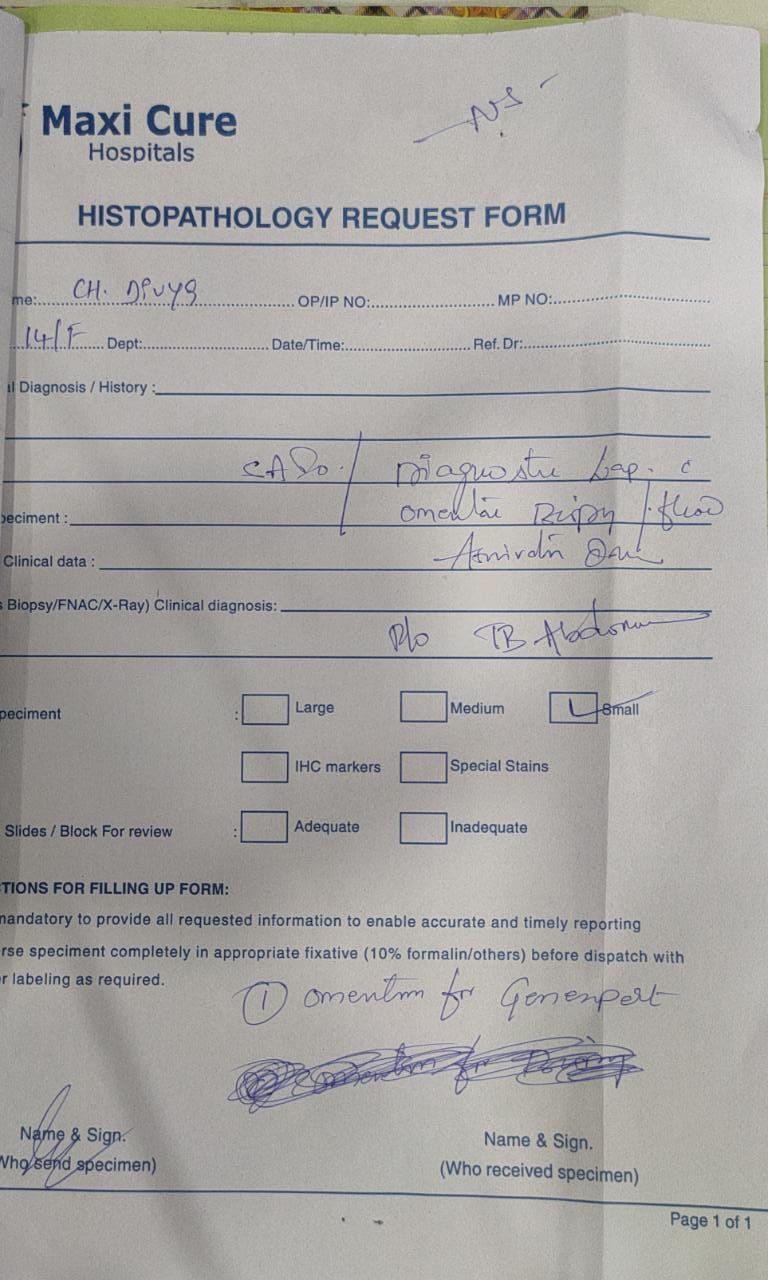 Maxi Cure
Hospitals
- NS -
HISTOPATHOLOGY REQUEST FORM
me: CH. Divya OP/IP NO: MP NO:
14/F Dept: Date/Time: Ref. Dr:
l Diagnosis / History :
Diagnostic Lap. c
peciment : omental Biopsy / fluid
Clinical data :
s Biopsy/FNAC/X-Ray) Clinical diagnosis:
R/o TB Abdomen
peciment : Large Medium Small
IHC markers Special Stains
Slides / Block For review : Adequate Inadequate
TIONS FOR FILLING UP FORM:
mandatory to provide all requested information to enable accurate and timely reporting
rse speciment completely in appropriate fixative (10% formalin/others) before dispatch with
r labeling as required.
① omentum for Genexpert
Name & Sign. Name & Sign.
Who send specimen) (Who received specimen)
Page 1 of 1